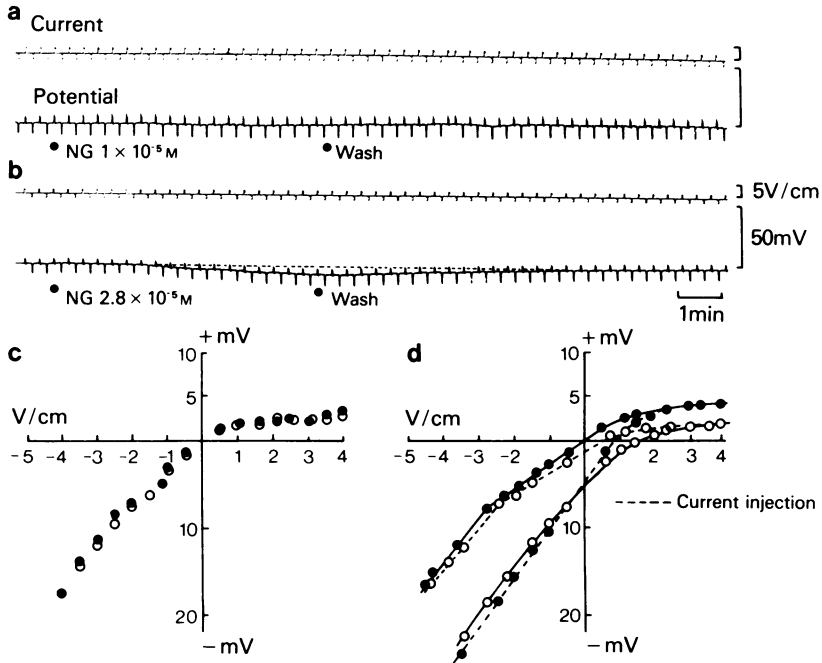 a
Current
Potential
● NG 1 × 10⁻⁵ M ● Wash
b
5V/cm
50mV
● NG 2.8 × 10⁻⁵ M ● Wash
1min
c
+mV
10
5
V/cm
-5 -4 -3 -2 -1 1 2 3 4
10
20
-mV
d
+mV
10
5
V/cm
-5 -4 -3 -2 -1 2 3 4
10
20
-mV
Current injection